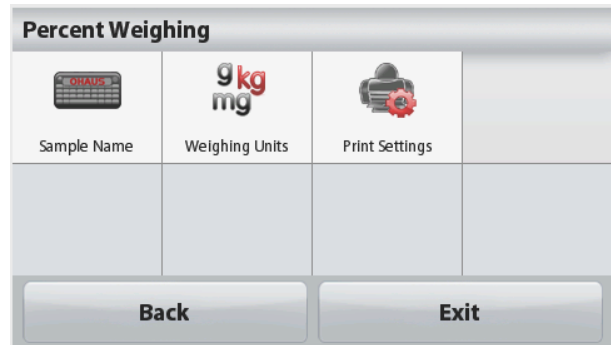 Percent Weighing
OHAUS
g kg
mg
Sample Name Weighing Units Print Settings
Back Exit